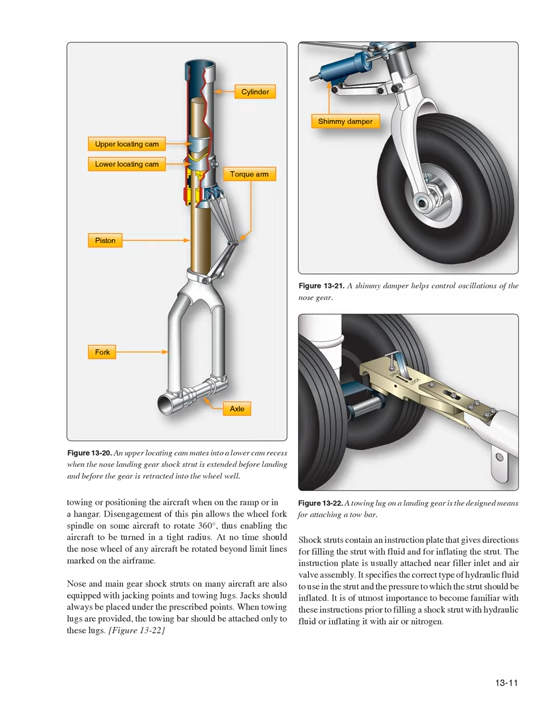 Cylinder
Upper locating cam
Lower locating cam
Torque arm
Piston
Fork
Axle
Figure 13-20. An upper locating cam mates into a lower cam recess
when the nose landing gear shock strut is extended before landing
and before the gear is retracted into the wheel well.
towing or positioning the aircraft when on the ramp or in
a hangar. Disengagement of this pin allows the wheel fork
spindle on some aircraft to rotate 360°, thus enabling the
aircraft to be turned in a tight radius. At no time should
the nose wheel of any aircraft be rotated beyond limit lines
marked on the airframe.
Nose and main gear shock struts on many aircraft are also
equipped with jacking points and towing lugs. Jacks should
always be placed under the prescribed points. When towing
lugs are provided, the towing bar should be attached only to
these lugs. [Figure 13-22]
Shimmy damper
Figure 13-21. A shimmy damper helps control oscillations of the
nose gear.
Figure 13-22. A towing lug on a landing gear is the designed means
for attaching a tow bar.
Shock struts contain an instruction plate that gives directions
for filling the strut with fluid and for inflating the strut. The
instruction plate is usually attached near filler inlet and air
valve assembly. It specifies the correct type of hydraulic fluid
to use in the strut and the pressure to which the strut should be
inflated. It is of utmost importance to become familiar with
these instructions prior to filling a shock strut with hydraulic
fluid or inflating it with air or nitrogen.
13-11